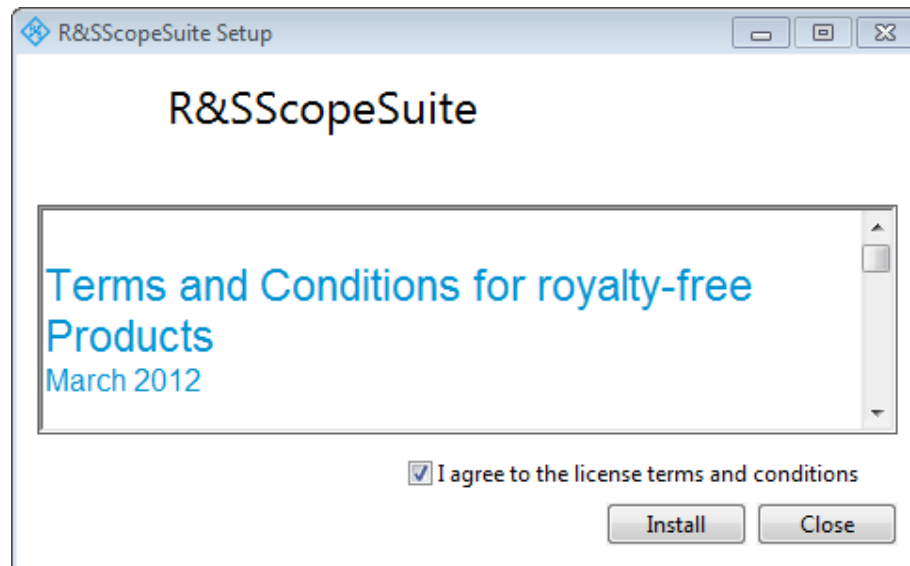 R&SScopeSuite Setup
R&SScopeSuite
Terms and Conditions for royalty-free
Products
March 2012
I agree to the license terms and conditions
Install Close